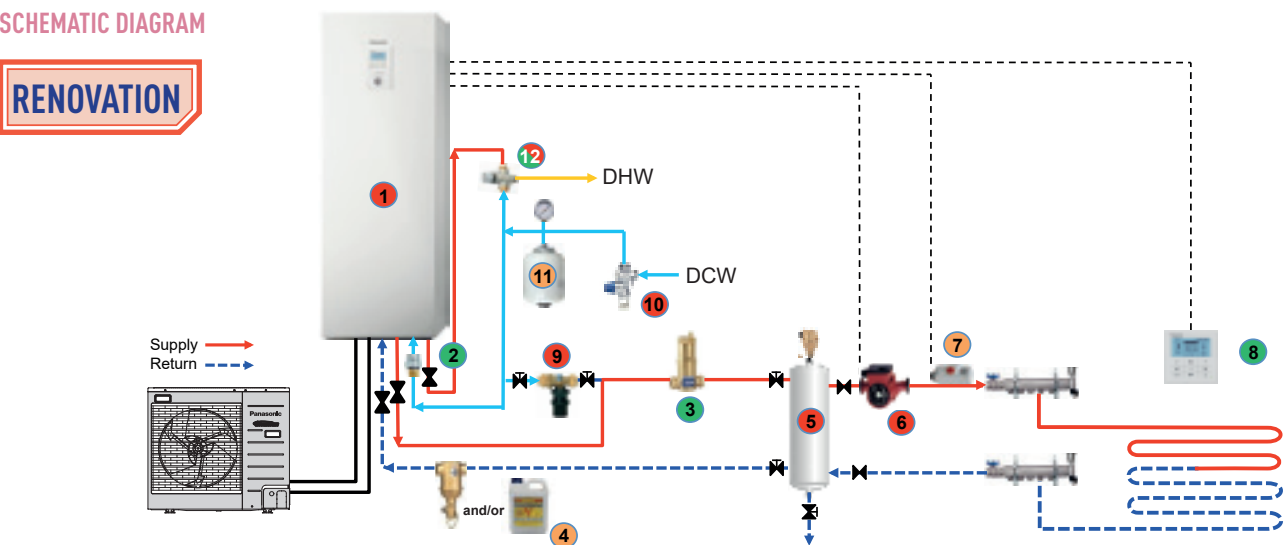 SCHEMATIC DIAGRAM
RENOVATION
1
12
DHW
11
DCW
10
Supply
Return
2
9
7
8
3
5
6
Panasonic
and/or
4